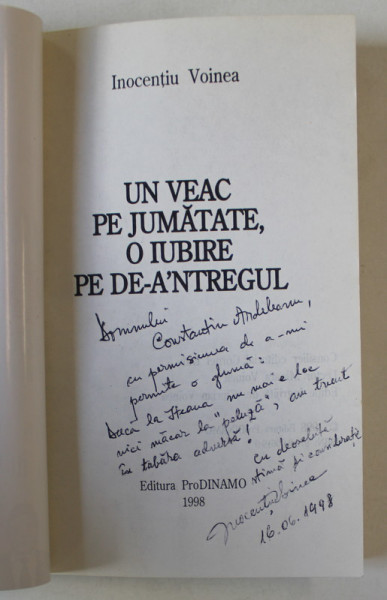 Inocențiu Voinea
UN VEAC
PE JUMĂTATE,
O IUBIRE
PE DE-A'NTREGUL
Domnului
Constantin Ardeleanu,
cu permisiunea de a-mi
permite o glumă:
Dacă la Steaua nu mai e loc
nici măcar la "peluză", am trecut
în tabăra adversă!
cu deosebită
stimă și considerație
Editura ProDINAMO
1998
Inocențiu Voinea
16.06.1998